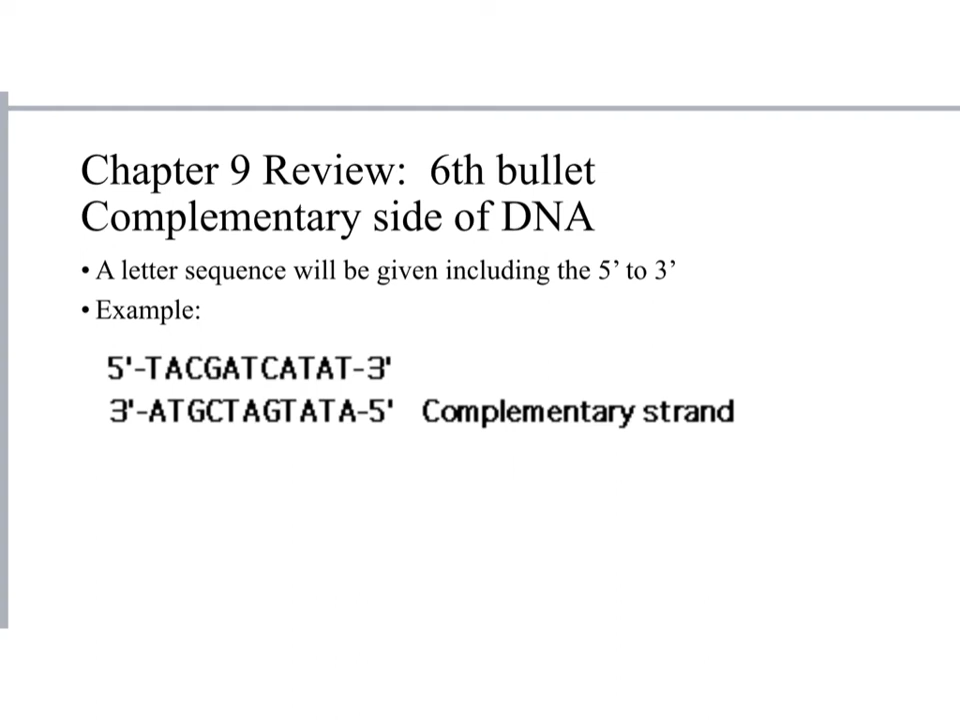 Chapter 9 Review:  6th bullet
Complementary side of DNA
• A letter sequence will be given including the 5’ to 3’
• Example:
5'-TACGATCATAT-3'
3'-ATGCTAGTATA-5'   Complementary strand